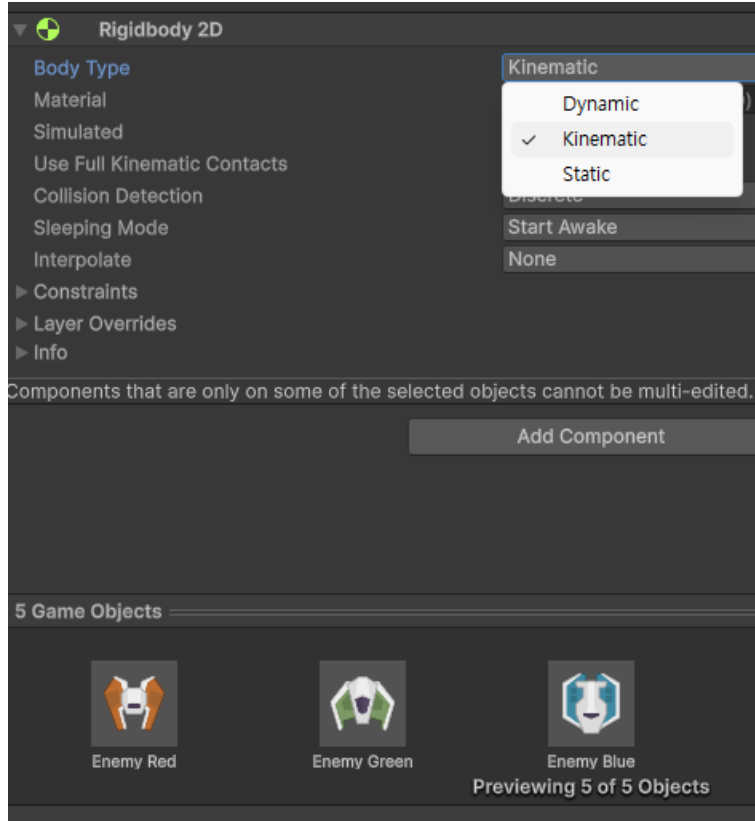 Rigidbody 2D
Body Type Kinematic
Material )
Dynamic
Simulated
Kinematic
Use Full Kinematic Contacts
Static
Collision Detection Discrete
Sleeping Mode Start Awake
Interpolate None
Constraints
Layer Overrides
Info
Components that are only on some of the selected objects cannot be multi-edited.
Add Component
5 Game Objects
Enemy Red Enemy Green Enemy Blue
Previewing 5 of 5 Objects